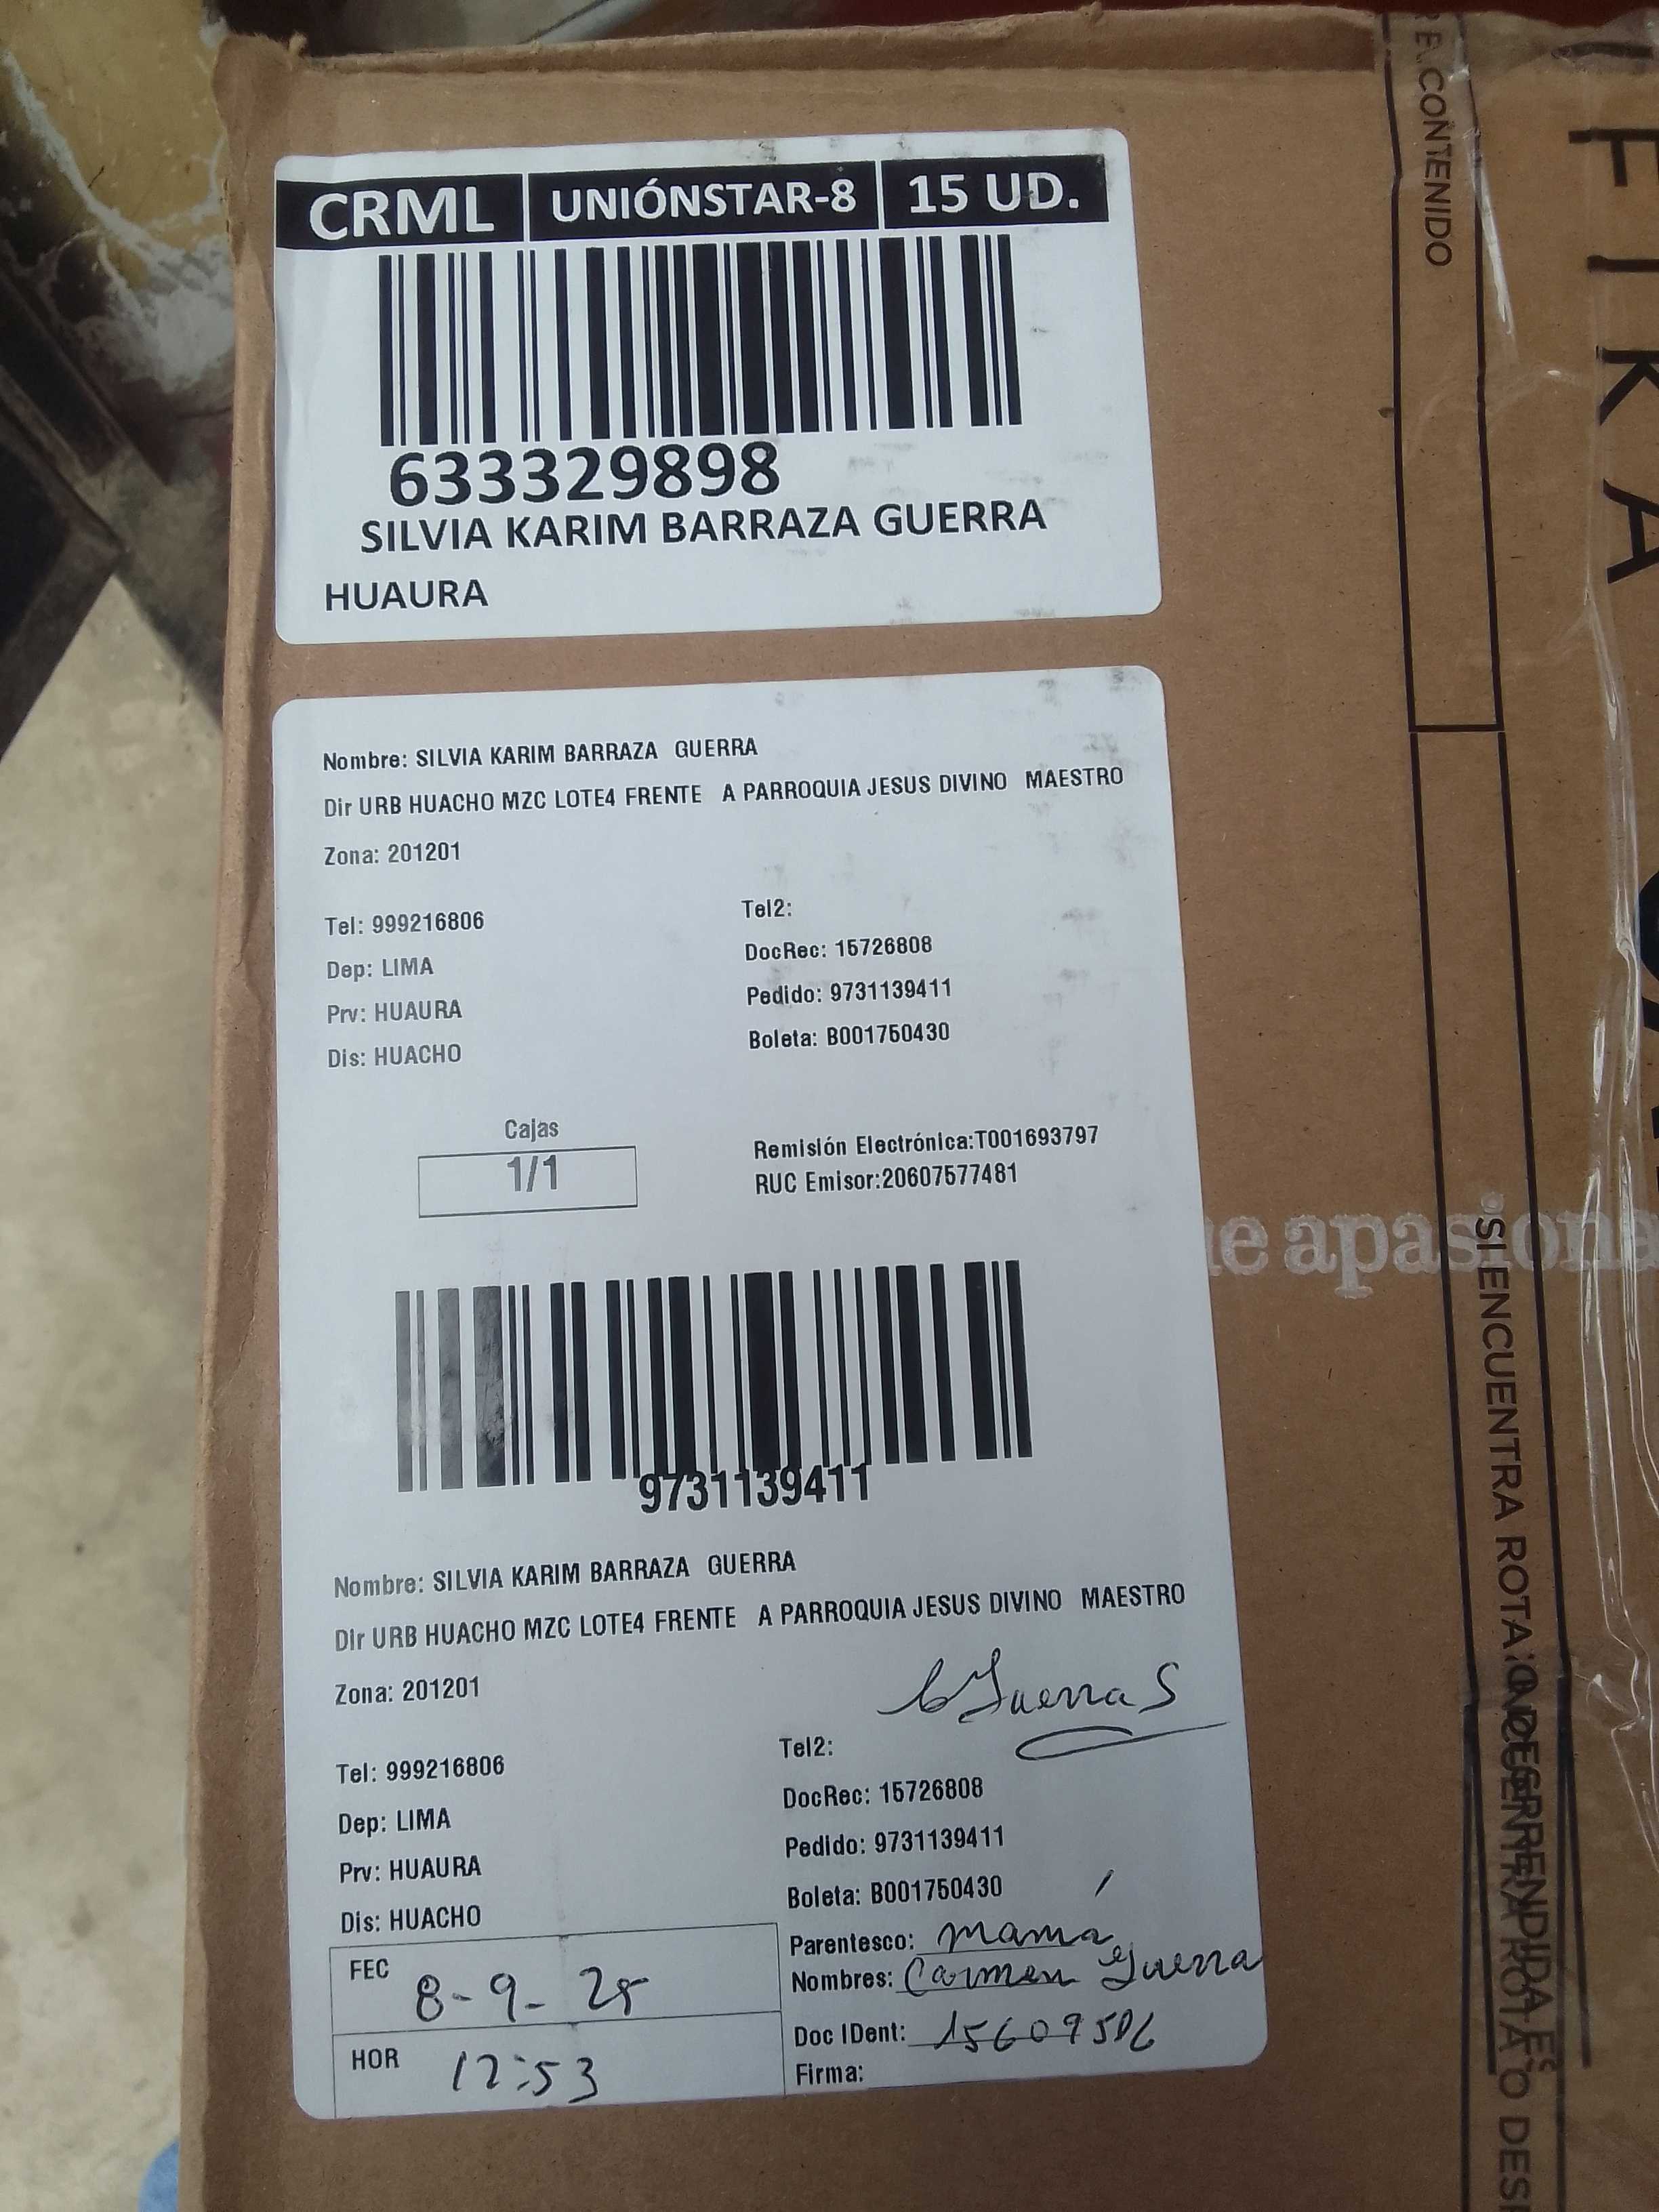 CRML UNIÓNSTAR-8 15 UD.
633329898
SILVIA KARIM BARRAZA GUERRA
HUAURA
Nombre: SILVIA KARIM BARRAZA GUERRA
Dir URB HUACHO MZC LOTE4 FRENTE A PARROQUIA JESUS DIVINO MAESTRO
Zona: 201201
Tel: 999216806
Dep: LIMA
Prv: HUAURA
Dis: HUACHO
Tel2:
DocRec: 15726808
Pedido: 9731139411
Boleta: B001750430
Cajas
1/1
Remisión Electrónica:T001693797
RUC Emisor:20607577481
9731139411
Nombre: SILVIA KARIM BARRAZA GUERRA
Dir URB HUACHO MZC LOTE4 FRENTE A PARROQUIA JESUS DIVINO MAESTRO
Zona: 201201
Tel: 999216806
Dep: LIMA
Prv: HUAURA
Dis: HUACHO
CGuerra S
Tel2:
DocRec: 15726808
Pedido: 9731139411
Boleta: B001750430
Parentesco: mamá
Nombres: Carmen Guerra
Doc IDent:
Firma:
FEC 8-9-25
HOR 12:53
CONTENIDO
SI ENCUENTRA ROTA
FIKA
e apasiona